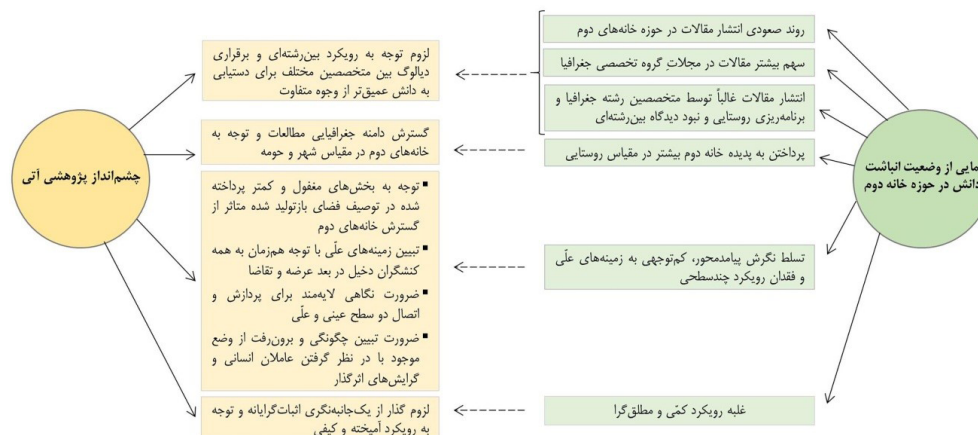 نمایی از وضعیت انباشت
دانش در حوزه خانه دوم
روند صعودی انتشار مقالات در حوزه خانه‌های دوم
سهم بیشتر مقالات در مجلاتِ گروه تخصصی جغرافیا
انتشار مقالات غالباً توسط متخصصین رشته جغرافیا و
برنامه‌ریزی روستایی و نبود دیدگاه بین‌رشته‌ای
پرداختن به پدیده خانه دوم بیشتر در مقیاس روستایی
تسلط نگرش پیامدمحور، کم‌توجهی به زمینه‌های علّی
و فقدان رویکرد چندسطحی
غلبه رویکرد کمّی و مطلق‌گرا
لزوم توجه به رویکرد بین‌رشته‌ای و برقراری
دیالوگ بین متخصصین مختلف برای دستیابی
به دانش عمیق‌تر از وجوه متفاوت
گسترش دامنه جغرافیایی مطالعات و توجه به
خانه‌های دوم در مقیاس شهر و حومه
▪ توجه به بخش‌های مغفول و کمتر پرداخته
شده در توصیف فضای بازتولید شده متاثر از
گسترش خانه‌های دوم
▪ تبیین زمینه‌های علّی با توجه هم‌زمان به همه
کنشگران دخیل در بعد عرضه و تقاضا
▪ ضرورت نگاهی لایه‌مند برای پردازش و
اتصال دو سطح عینی و علّی
▪ ضرورت تبیین چگونگی و برون‌رفت از وضع
موجود با در نظر گرفتن عاملان انسانی و
گرایش‌های اثرگذار
لزوم گذار از یک‌جانبه‌نگری اثبات‌گرایانه و توجه
به رویکرد آمیخته و کیفی
چشم‌انداز پژوهشی آتی